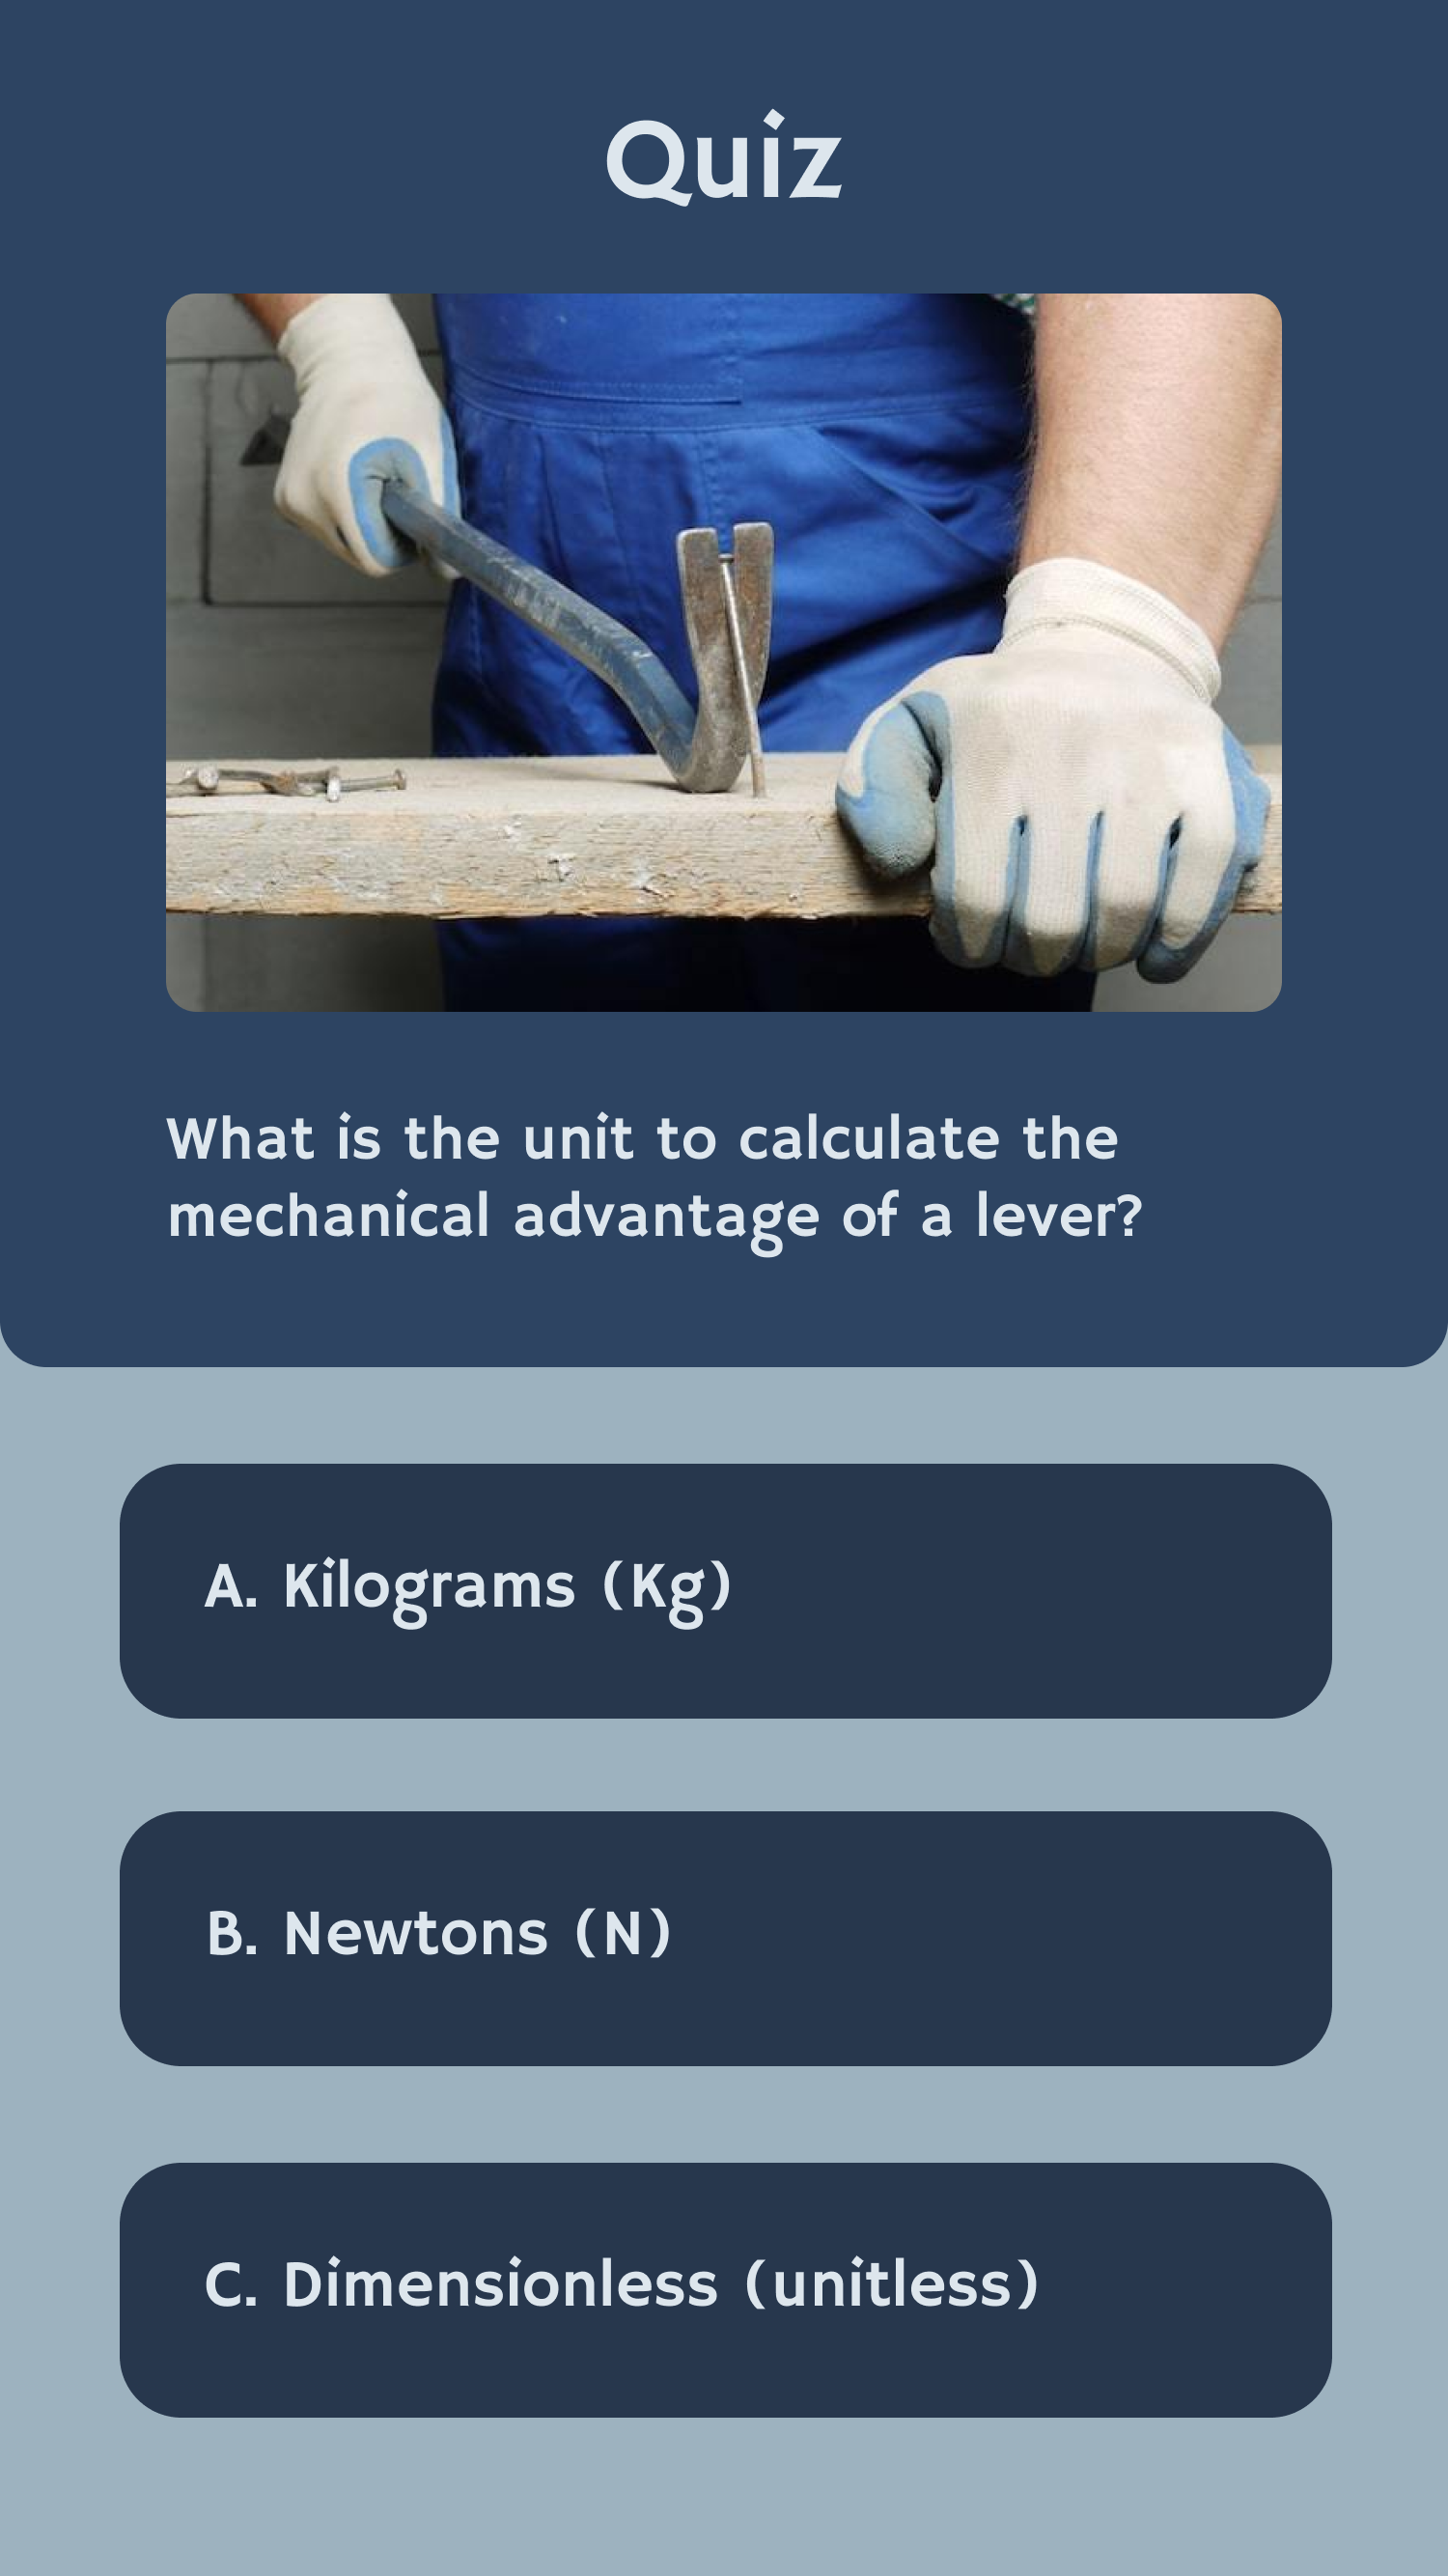 Quiz
What is the unit to calculate the
mechanical advantage of a lever?
A. Kilograms (Kg)
B. Newtons (N)
C. Dimensionless (unitless)